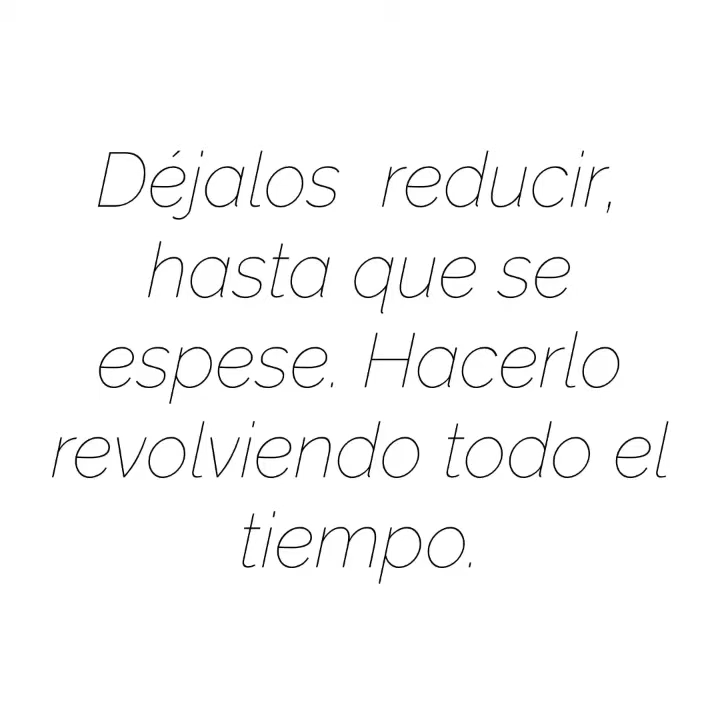 Déjalos  reducir,
hasta que se
espese. Hacerlo
revolviendo todo el
tiempo.